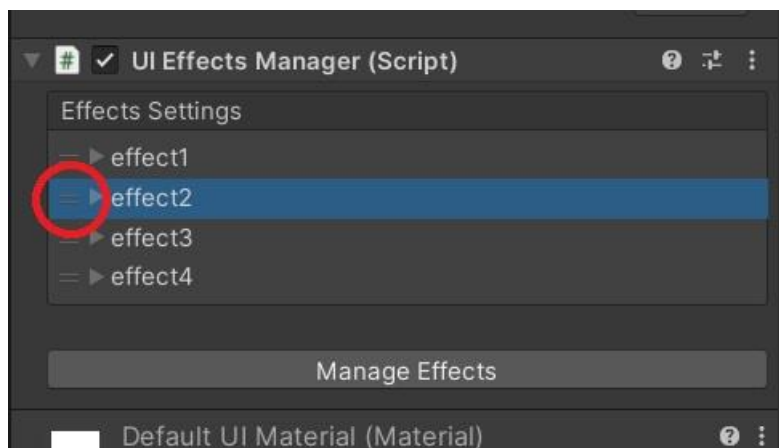 UI Effects Manager (Script)
Effects Settings
effect1
effect2
effect3
effect4
Manage Effects
Default UI Material (Material)